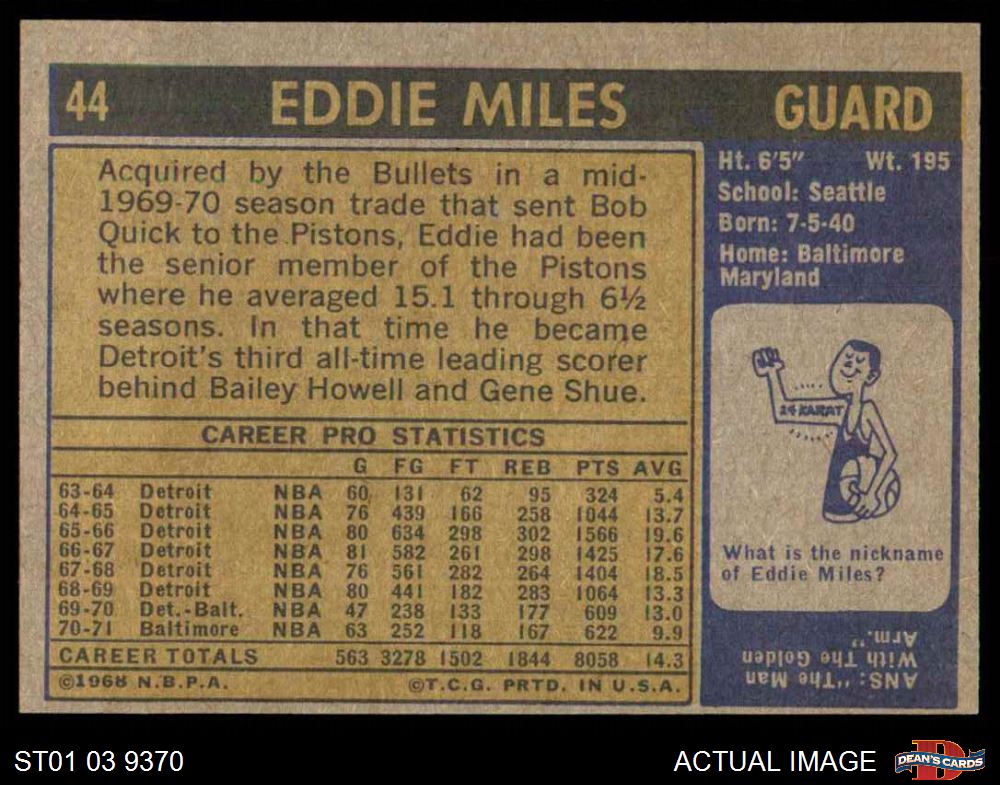 44 EDDIE MILES GUARD
Acquired by the Bullets in a mid-
1969-70 season trade that sent Bob
Quick to the Pistons, Eddie had been
the senior member of the Pistons
where he averaged 15.1 through 6½
seasons. In that time he became
Detroit's third all-time leading scorer
behind Bailey Howell and Gene Shue.
CAREER PRO STATISTICS
G FG FT REB PTS AVG
63-64 Detroit NBA 60 131 62 95 324 5.4
64-65 Detroit NBA 76 439 166 258 1044 13.7
65-66 Detroit NBA 80 634 298 302 1566 19.6
66-67 Detroit NBA 81 582 261 298 1425 17.6
67-68 Detroit NBA 76 561 282 264 1404 18.5
68-69 Detroit NBA 80 441 182 283 1064 13.3
69-70 Det.-Balt. NBA 47 238 133 177 609 13.0
70-71 Baltimore NBA 63 252 118 167 622 9.9
CAREER TOTALS 563 3278 1502 1844 8058 14.3
©1968 N.B.P.A. ©T.C.G. PRTD. IN U.S.A.
Ht. 6'5" Wt. 195
School: Seattle
Born: 7-5-40
Home: Baltimore
Maryland
24 KARAT
What is the nickname
of Eddie Miles?
ANS: "The Man
With The Golden
Arm."
ST01 03 9370
ACTUAL IMAGE
D
DEAN'S CARDS